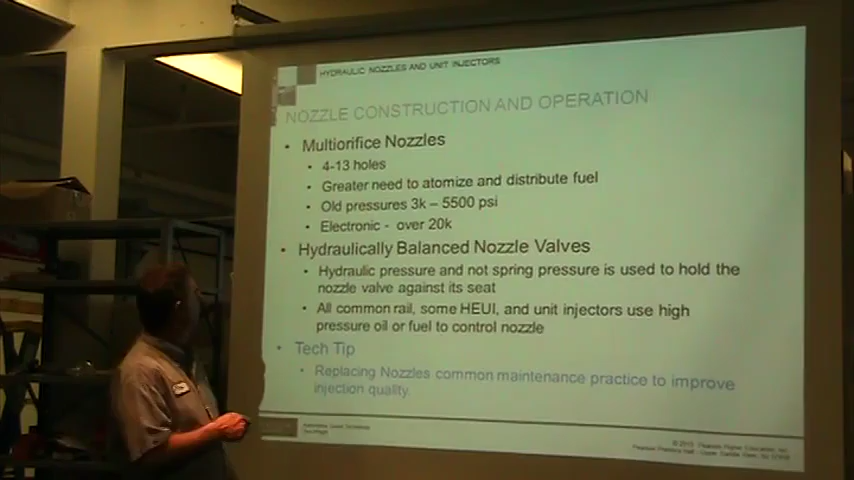 HYDRAULIC NOZZLES AND UNIT INJECTORS
NOZZLE CONSTRUCTION AND OPERATION
• Multiorifice Nozzles
• 4-13 holes
• Greater need to atomize and distribute fuel
• Old pressures 3k – 5500 psi
• Electronic - over 20k
• Hydraulically Balanced Nozzle Valves
• Hydraulic pressure and not spring pressure is used to hold the
nozzle valve against its seat
• All common rail, some HEUI, and unit injectors use high
pressure oil or fuel to control nozzle
• Tech Tip
• Replacing Nozzles common maintenance practice to improve
injection quality.